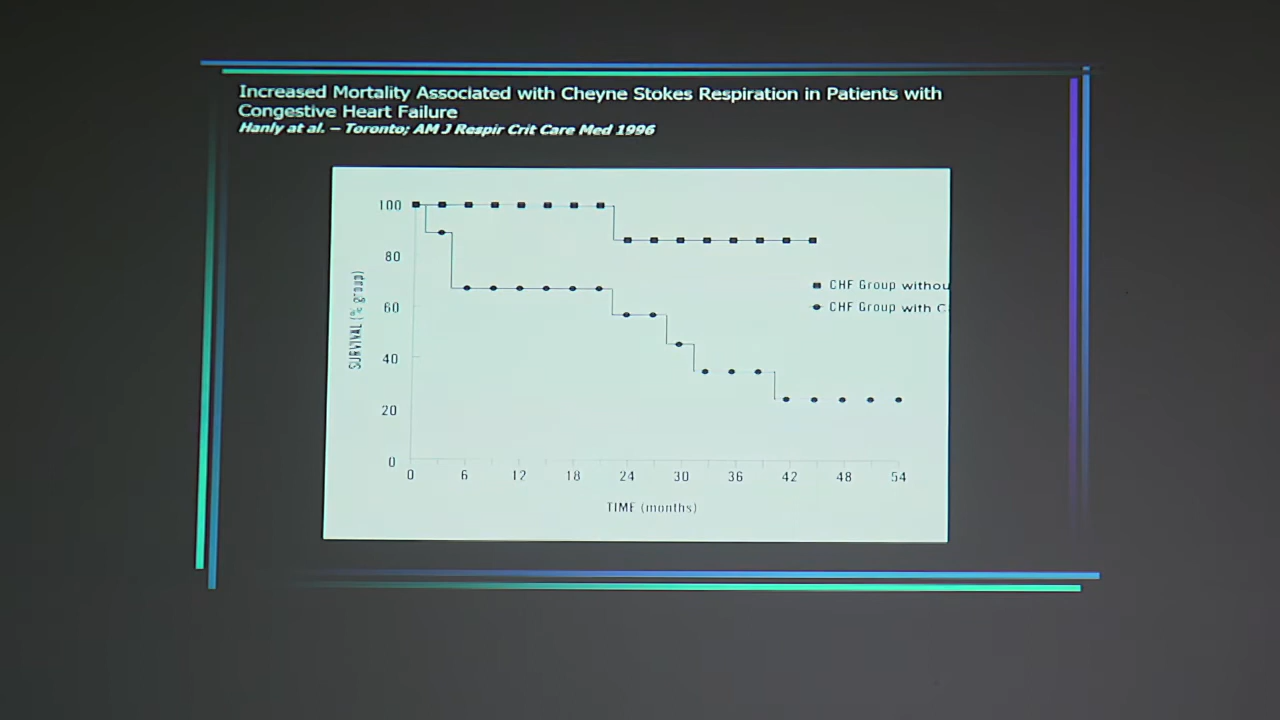 Increased Mortality Associated with Cheyne Stokes Respiration in Patients with
Congestive Heart Failure
Hanly at al. – Toronto; AM J Respir Crit Care Med 1996
100
80
60
40
20
0
SURVIVAL (% group)
CHF Group withou
CHF Group with C
0 6 12 18 24 30 36 42 48 54
TIME (months)